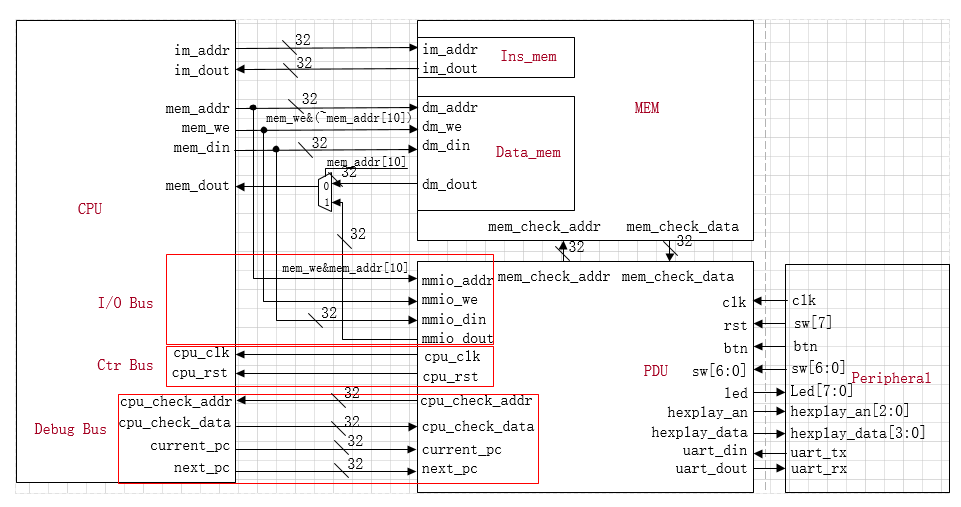 im_addr
32
im_addr
im_dout
32
im_dout
Ins_mem
mem_addr
32
dm_addr
mem_we
mem_we&(~mem_addr[10])
dm_we
mem_din
32
dm_din
mem_addr[10]
Data_mem
MEM
mem_dout
0
1
32
dm_dout
CPU
32
mem_check_addr
mem_check_data
32
32
I/O Bus
mem_we&mem_addr[10]
mmio_addr
mmio_we
32
mmio_din
mmio_dout
mem_check_addr
mem_check_data
Ctr Bus
cpu_clk
cpu_clk
cpu_rst
cpu_rst
Debug Bus
cpu_check_addr
32
cpu_check_addr
cpu_check_data
32
cpu_check_data
current_pc
32
current_pc
next_pc
32
next_pc
PDU
clk
clk
rst
sw[7]
btn
btn
sw[6:0]
sw[6:0]
Peripheral
led
Led[7:0]
hexplay_an
hexplay_an[2:0]
hexplay_data
hexplay_data[3:0]
uart_din
uart_tx
uart_dout
uart_rx